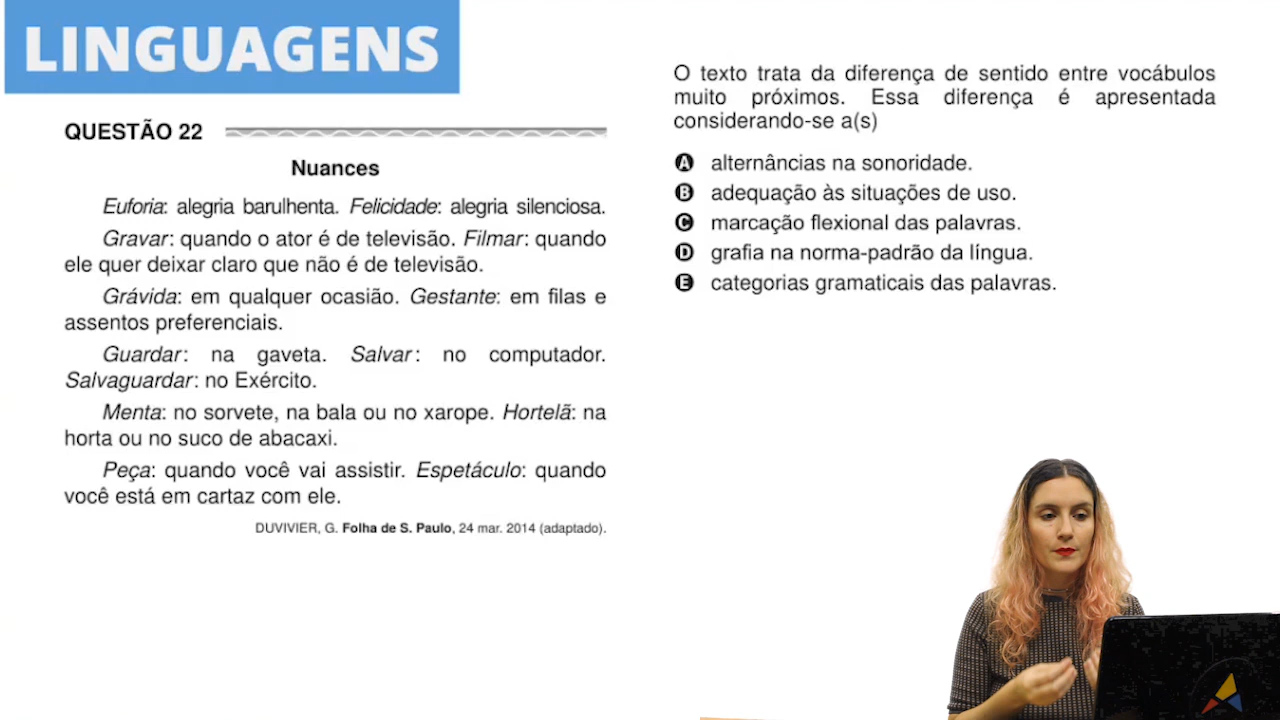 LINGUAGENS
QUESTÃO 22
Nuances
Euforia: alegria barulhenta. Felicidade: alegria silenciosa.
Gravar: quando o ator é de televisão. Filmar: quando
ele quer deixar claro que não é de televisão.
Grávida: em qualquer ocasião. Gestante: em filas e
assentos preferenciais.
Guardar: na gaveta. Salvar: no computador.
Salvaguardar: no Exército.
Menta: no sorvete, na bala ou no xarope. Hortelã: na
horta ou no suco de abacaxi.
Peça: quando você vai assistir. Espetáculo: quando
você está em cartaz com ele.
DUVIVIER, G. Folha de S. Paulo, 24 mar. 2014 (adaptado).
O texto trata da diferença de sentido entre vocábulos
muito próximos. Essa diferença é apresentada
considerando-se a(s)
A alternâncias na sonoridade.
B adequação às situações de uso.
C marcação flexional das palavras.
D grafia na norma-padrão da língua.
E categorias gramaticais das palavras.